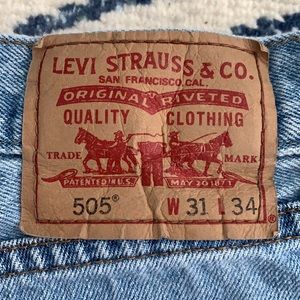 LEVI STRAUSS & CO.
SAN FRANCISCO, CAL.
ORIGINAL RIVETED
QUALITY CLOTHING
TRADE MARK
PATENTED IN U.S. MAY 20 1873
505® W 31 L 34
®